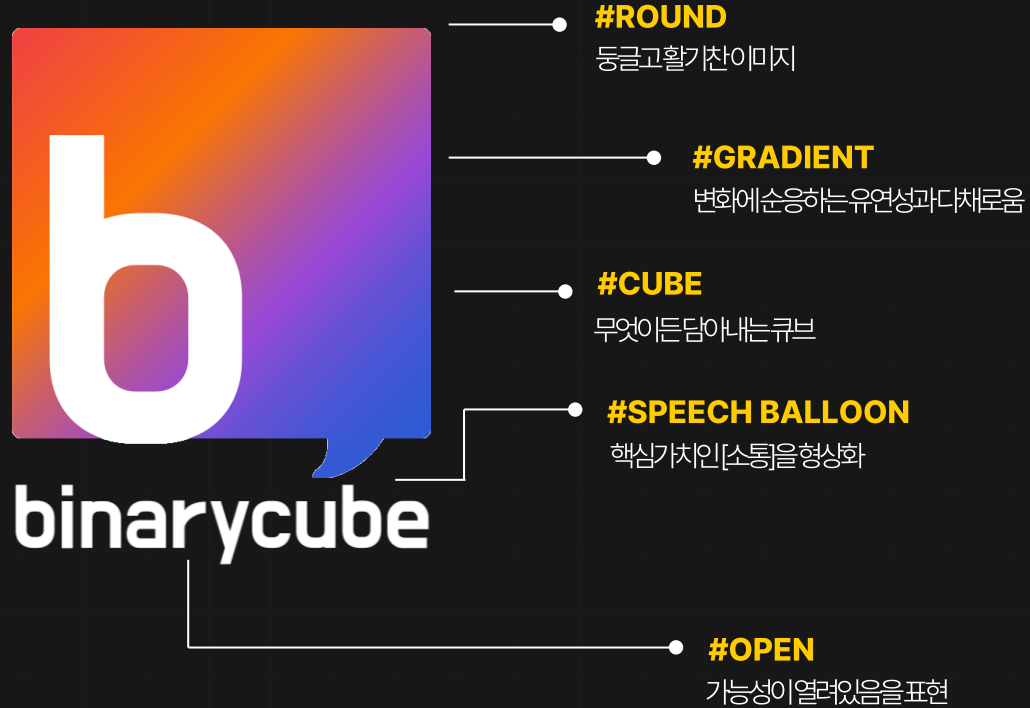 #ROUND
둥글고 활기찬 이미지
#GRADIENT
변화에 순응하는 유연성과 다채로움
#CUBE
무엇이든 담아내는 큐브
b
#SPEECH BALLOON
핵심가치인 [소통]을 형상화
binarycube
#OPEN
가능성이 열려있음을 표현